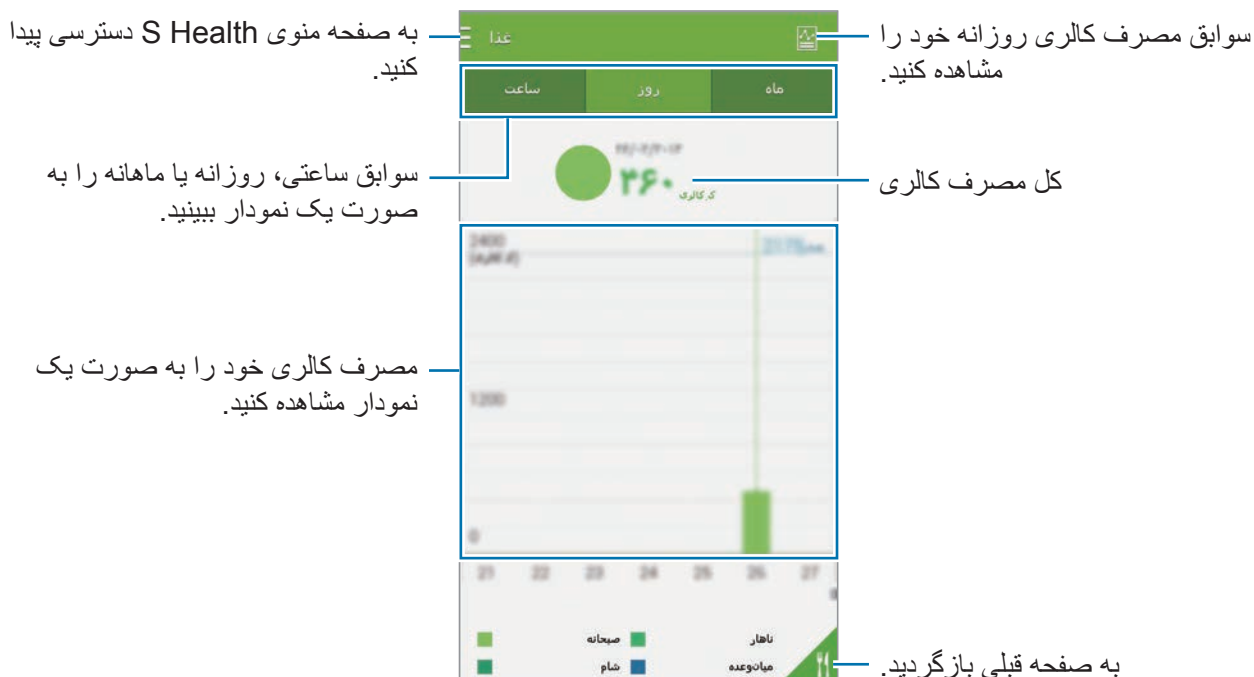 به صفحه منوی S Health دسترسی پیدا
کنید.
غذا
سوابق مصرف کالری روزانه خود را
مشاهده کنید.
ساعت
روز
ماه
سوابق ساعتی، روزانه یا ماهانه را به
صورت یک نمودار ببینید.
۳۶۰ ک.کالری
کل مصرف کالری
2400
مصرف کالری خود را به صورت یک
نمودار مشاهده کنید.
1200
0
21 22 23 24 25 26 27
صبحانه
ناهار
شام
میان‌وعده
به صفحه قبلی بازگردید.